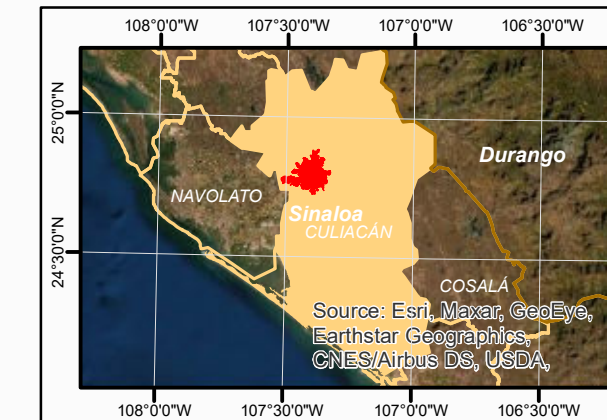 108°0'0"W 107°30'0"W 107°0'0"W 106°30'0"W
25°0'0"N
Durango
NAVOLATO
Sinaloa
CULIACÁN
24°30'0"N
COSALÁ
Source: Esri, Maxar, GeoEye,
Earthstar Geographics,
CNES/Airbus DS, USDA,
108°0'0"W 107°30'0"W 107°0'0"W 106°30'0"W